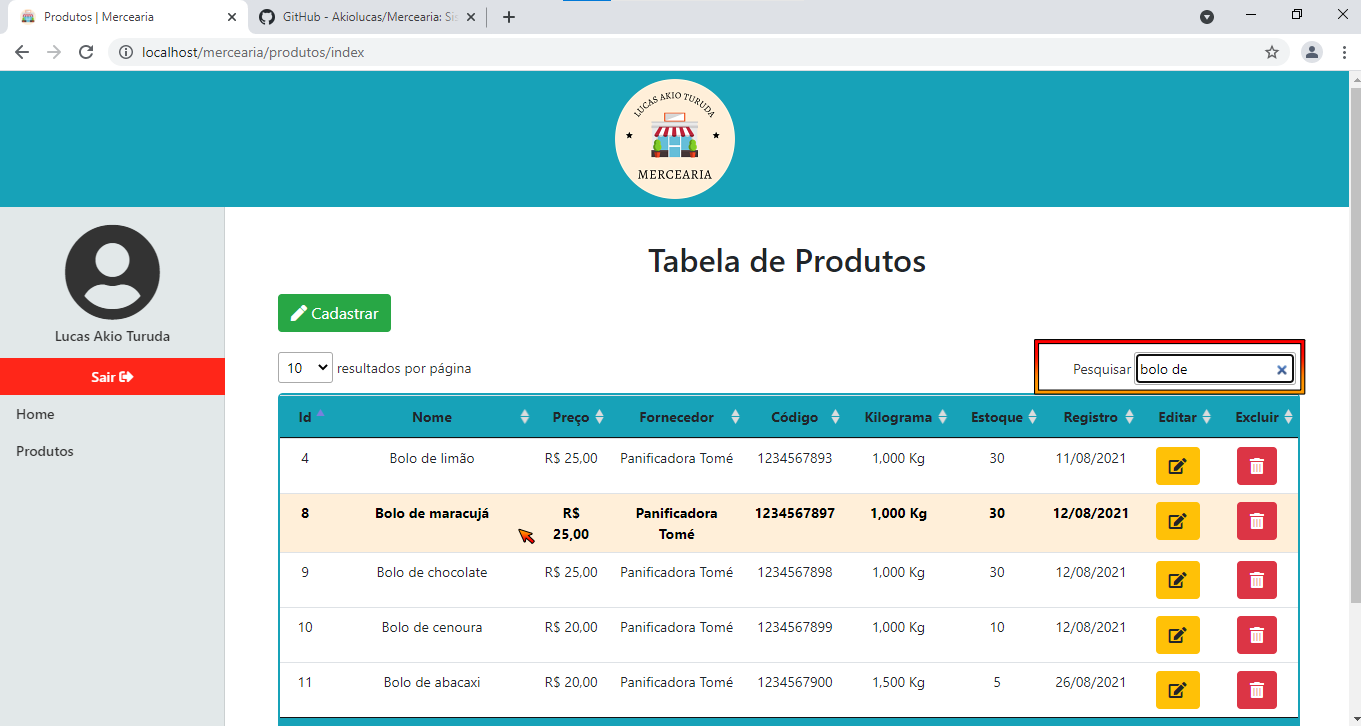 Produtos | Mercearia
GitHub - Akiolucas/Mercearia: Sis
localhost/mercearia/produtos/index
LUCAS AKIO TURUDA
MERCEARIA
Lucas Akio Turuda
Sair
Home
Produtos
Tabela de Produtos
Cadastrar
10 resultados por página
Pesquisar bolo de
Id Nome Preço Fornecedor Código Kilograma Estoque Registro Editar Excluir
4 Bolo de limão R$ 25,00 Panificadora Tomé 1234567893 1,000 Kg 30 11/08/2021
8 Bolo de maracujá R$ 25,00 Panificadora Tomé 1234567897 1,000 Kg 30 12/08/2021
9 Bolo de chocolate R$ 25,00 Panificadora Tomé 1234567898 1,000 Kg 30 12/08/2021
10 Bolo de cenoura R$ 20,00 Panificadora Tomé 1234567899 1,000 Kg 10 12/08/2021
11 Bolo de abacaxi R$ 20,00 Panificadora Tomé 1234567900 1,500 Kg 5 26/08/2021